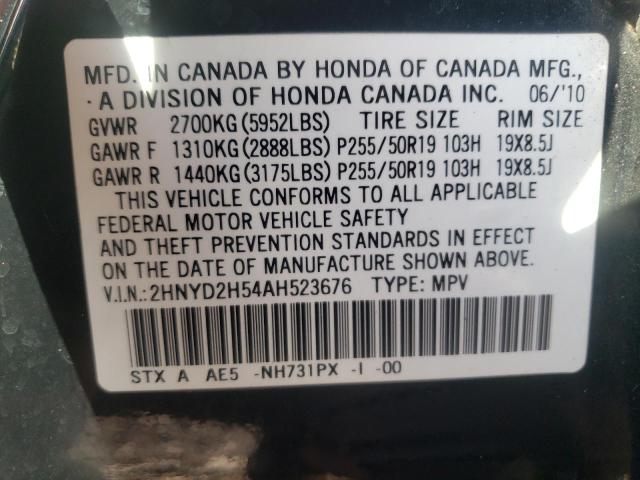 MFD. IN CANADA BY HONDA OF CANADA MFG.,
A DIVISION OF HONDA CANADA INC. 06/'10
GVWR 2700KG (5952LBS) TIRE SIZE RIM SIZE
GAWR F 1310KG (2888LBS) P255/50R19 103H 19X8.5J
GAWR R 1440KG (3175LBS) P255/50R19 103H 19X8.5J
THIS VEHICLE CONFORMS TO ALL APPLICABLE
FEDERAL MOTOR VEHICLE SAFETY
AND THEFT PREVENTION STANDARDS IN EFFECT
ON THE DATE OF MANUFACTURE SHOWN ABOVE.
V.I.N.:2HNYD2H54AH523676 TYPE: MPV
STX A AE5 -NH731PX -I -00